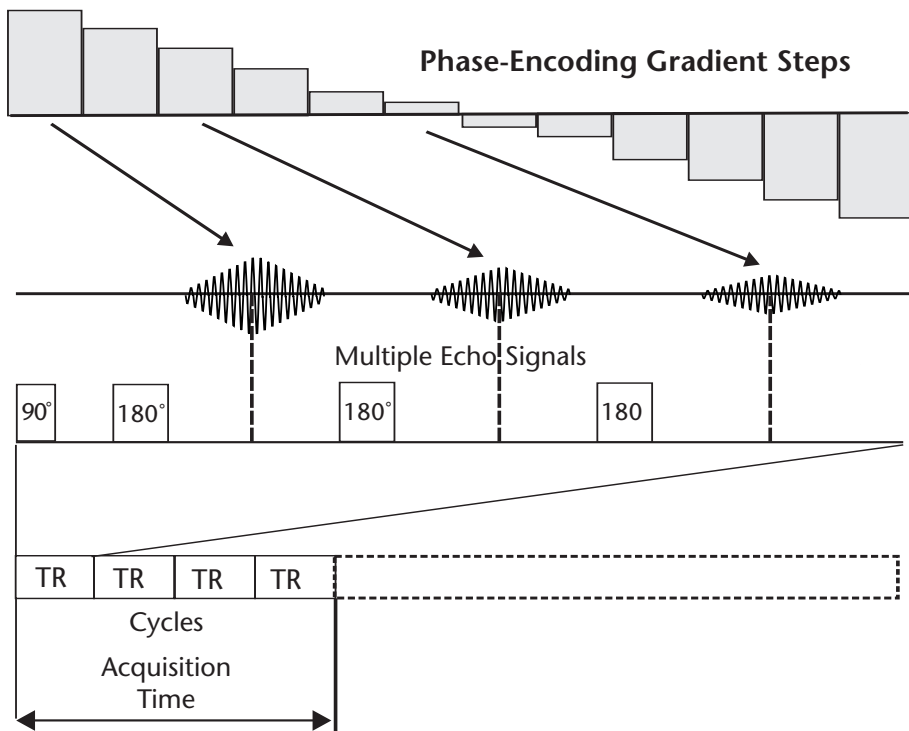 Phase-Encoding Gradient Steps
Multiple Echo Signals
90° 180° 180° 180
TR TR TR TR
Cycles
Acquisition
Time